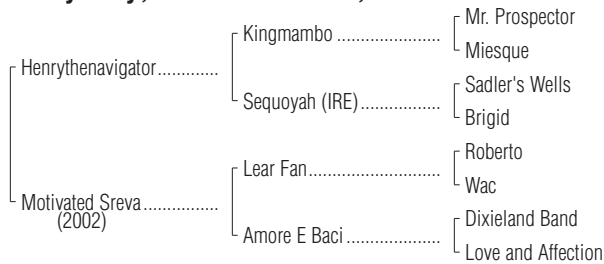 Kingmambo ..................
Mr. Prospector
Miesque
Henrythenavigator.............
Sequoyah (IRE)..................
Sadler's Wells
Brigid
Lear Fan.........................
Roberto
Wac
Motivated Sreva................
(2002)
Amore E Baci ....................
Dixieland Band
Love and Affection